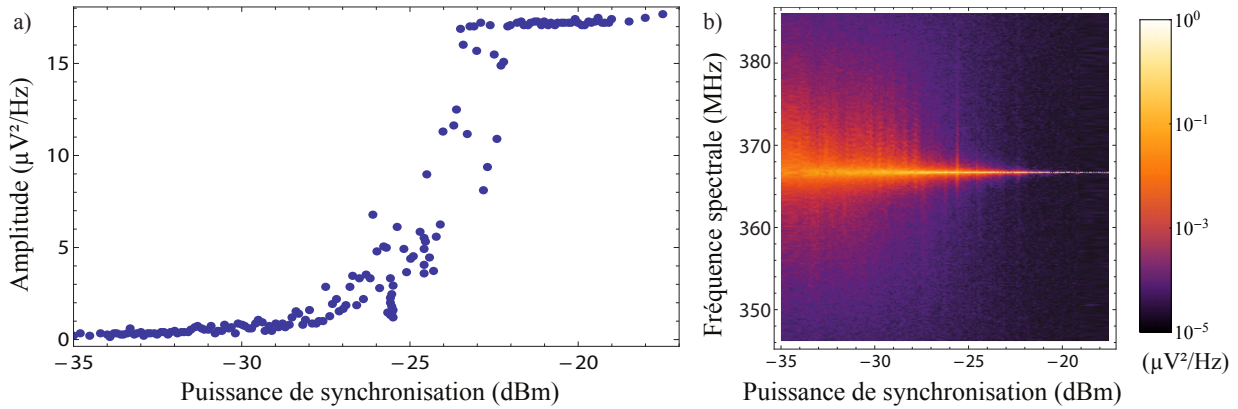 a)
Amplitude (µV²/Hz)
15
10
5
0
−35
−30
−25
−20
Puissance de synchronisation (dBm)
b)
Fréquence spectrale (MHz)
380
370
360
350
−35
−30
−25
−20
Puissance de synchronisation (dBm)
10⁰
10⁻¹
10⁻³
10⁻⁵
(µV²/Hz)